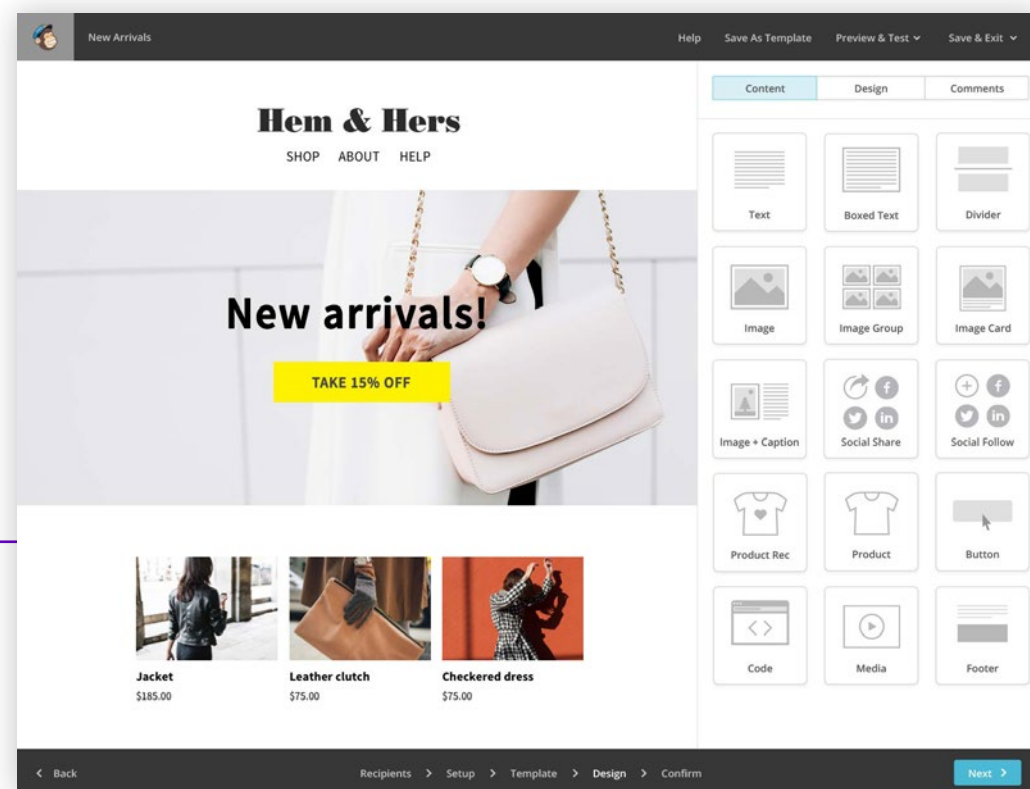 New Arrivals
Help Save As Template Preview & Test Save & Exit
Content Design Comments
Hem & Hers
SHOP ABOUT HELP
New arrivals!
TAKE 15% OFF
Jacket
$185.00
Leather clutch
$75.00
Checkered dress
$75.00
Text Boxed Text Divider
Image Image Group Image Card
Image + Caption Social Share Social Follow
Product Rec Product Button
Code Media Footer
Back
Recipients > Setup > Template > Design > Confirm
Next